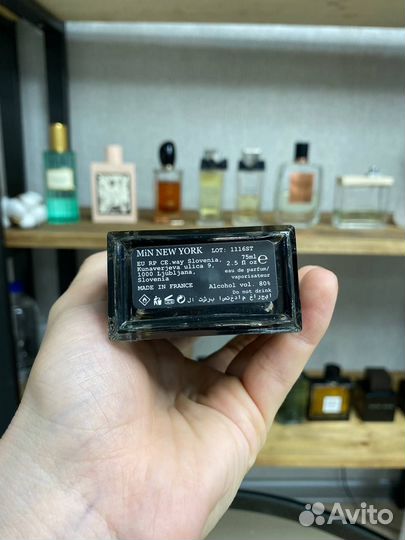 MiN NEW YORK LOT: 1116ST
EU RP CE.way Slovenia, 75ml
Kunaverjeva ulica 9, 2.5 fl oz e
1000 Ljubljana, eau de parfum/
Slovenia vaporisateur
MADE IN FRANCE Alcohol vol. 80%
Do not drink
Avito